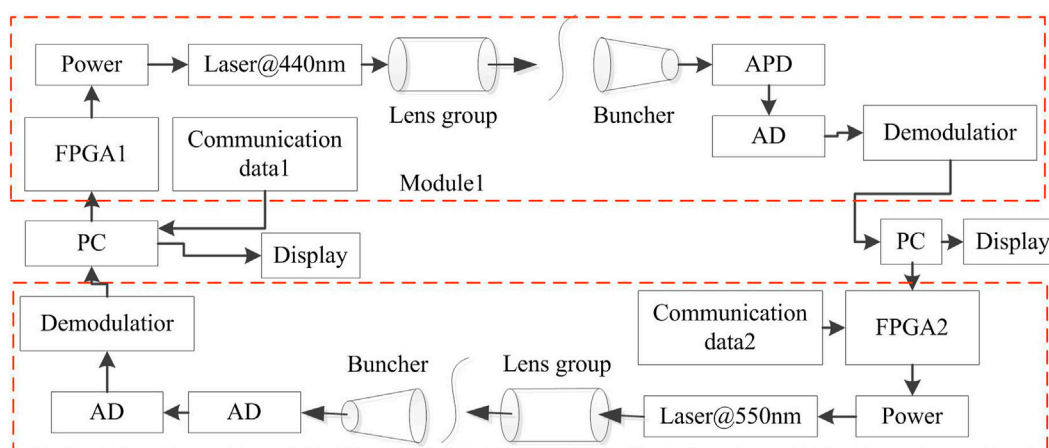 Power
Laser@440nm
Lens group
Buncher
APD
AD
Demodulatior
FPGA1
Communication
data1
Module1
PC
Display
PC
Display
Demodulatior
Communication
data2
FPGA2
Buncher
Lens group
AD
AD
Laser@550nm
Power